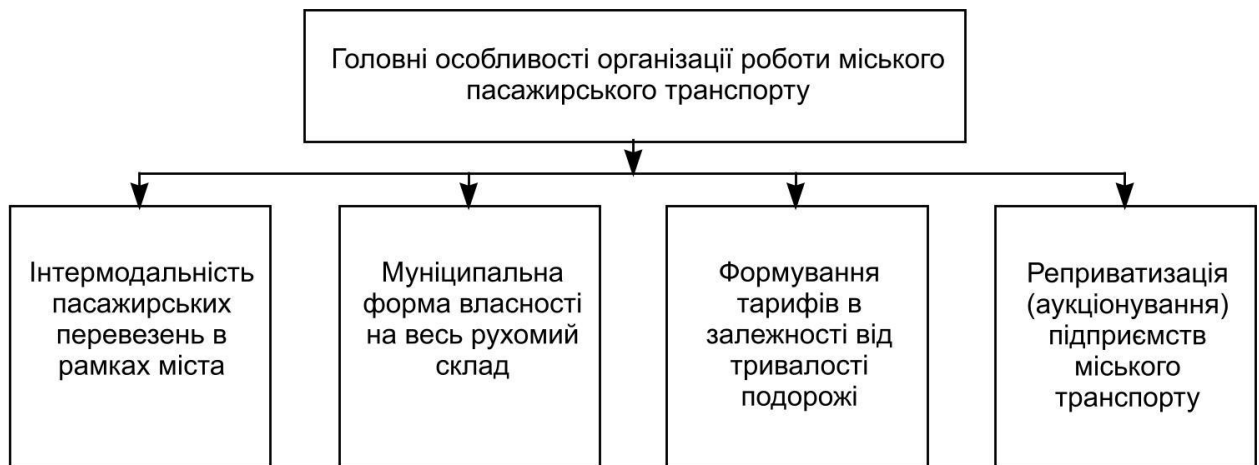 Головні особливості організації роботи міського
пасажирського транспорту
Інтермодальність
пасажирських
перевезень в
рамках міста
Муніципальна
форма власності
на весь рухомий
склад
Формування
тарифів в
залежності від
тривалості
подорожі
Реприватизація
(аукціонування)
підприємств
міського
транспорту